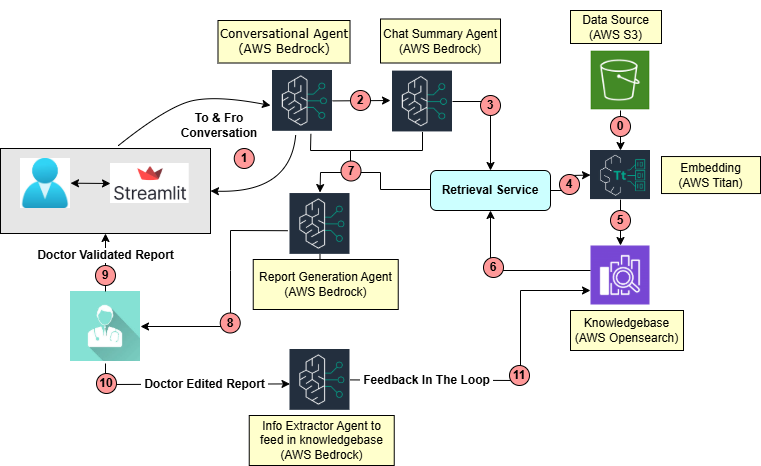 Conversational Agent
(AWS Bedrock)
Chat Summary Agent
(AWS Bedrock)
Data Source
(AWS S3)
2
3
To & Fro
Conversation
0
1
Streamlit
7
Retrieval Service
4
Tt
Embedding
(AWS Titan)
5
Doctor Validated Report
9
Report Generation Agent
(AWS Bedrock)
6
8
Knowledgebase
(AWS Opensearch)
10
Doctor Edited Report
Feedback In The Loop
11
Info Extractor Agent to
feed in knowledgebase
(AWS Bedrock)